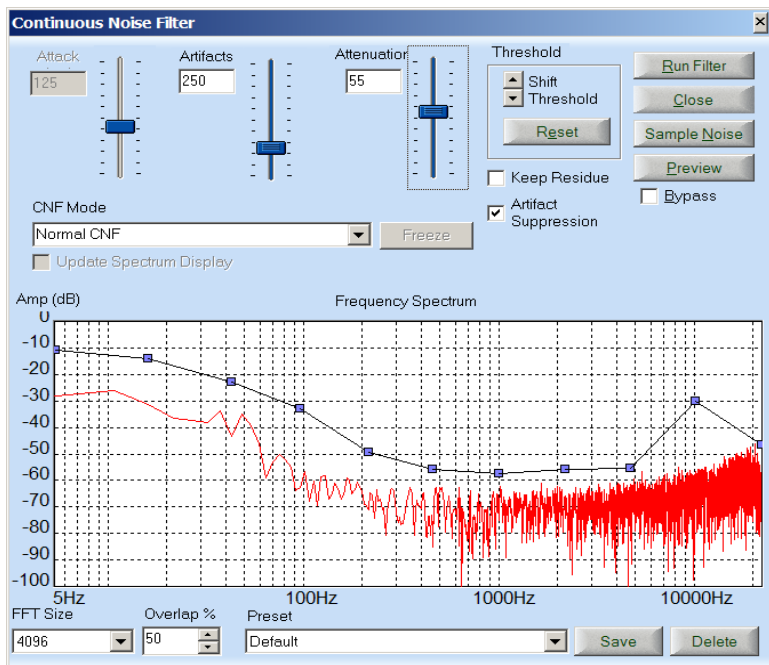 Continuous Noise Filter
Attack
125
Artifacts
250
Attenuation
55
Threshold
Shift
Threshold
Reset
Run Filter
Close
Sample Noise
Preview
Bypass
Keep Residue
Artifact
Suppression
CNF Mode
Normal CNF
Freeze
Update Spectrum Display
Amp (dB)
Frequency Spectrum
0
-10
-20
-30
-40
-50
-60
-70
-80
-90
-100
5Hz 100Hz 1000Hz 10000Hz
FFT Size
4096
Overlap %
50
Preset
Default
Save
Delete